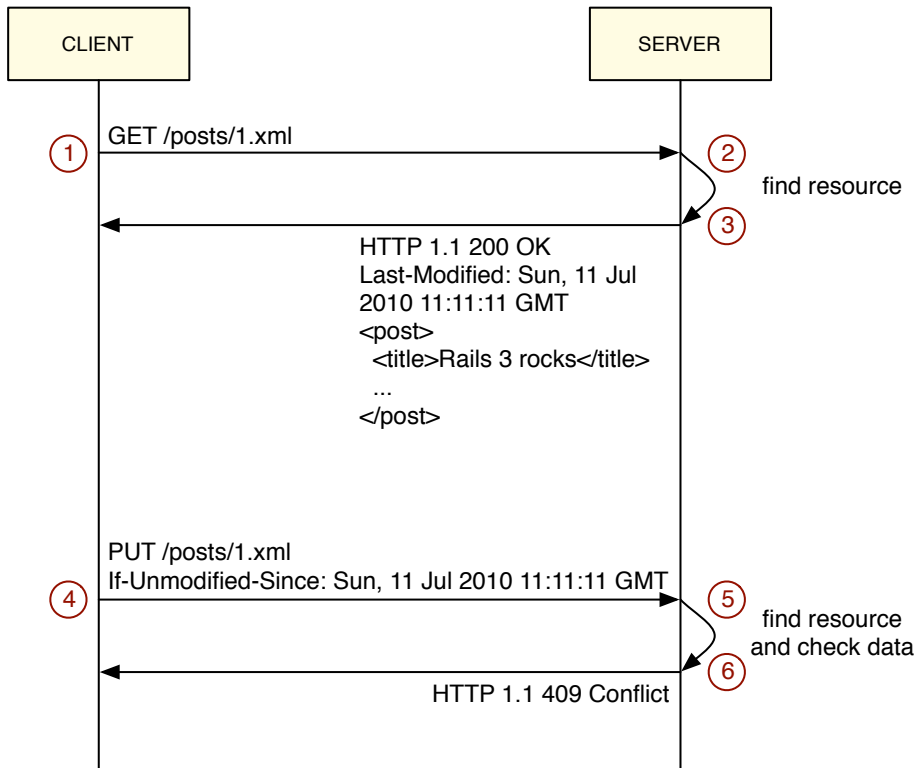 CLIENT
SERVER
GET /posts/1.xml
1
2
find resource
3
HTTP 1.1 200 OK
Last-Modified: Sun, 11 Jul
2010 11:11:11 GMT
<post>
<title>Rails 3 rocks</title>
...
</post>
PUT /posts/1.xml
If-Unmodified-Since: Sun, 11 Jul 2010 11:11:11 GMT
4
5
find resource
and check data
6
HTTP 1.1 409 Conflict